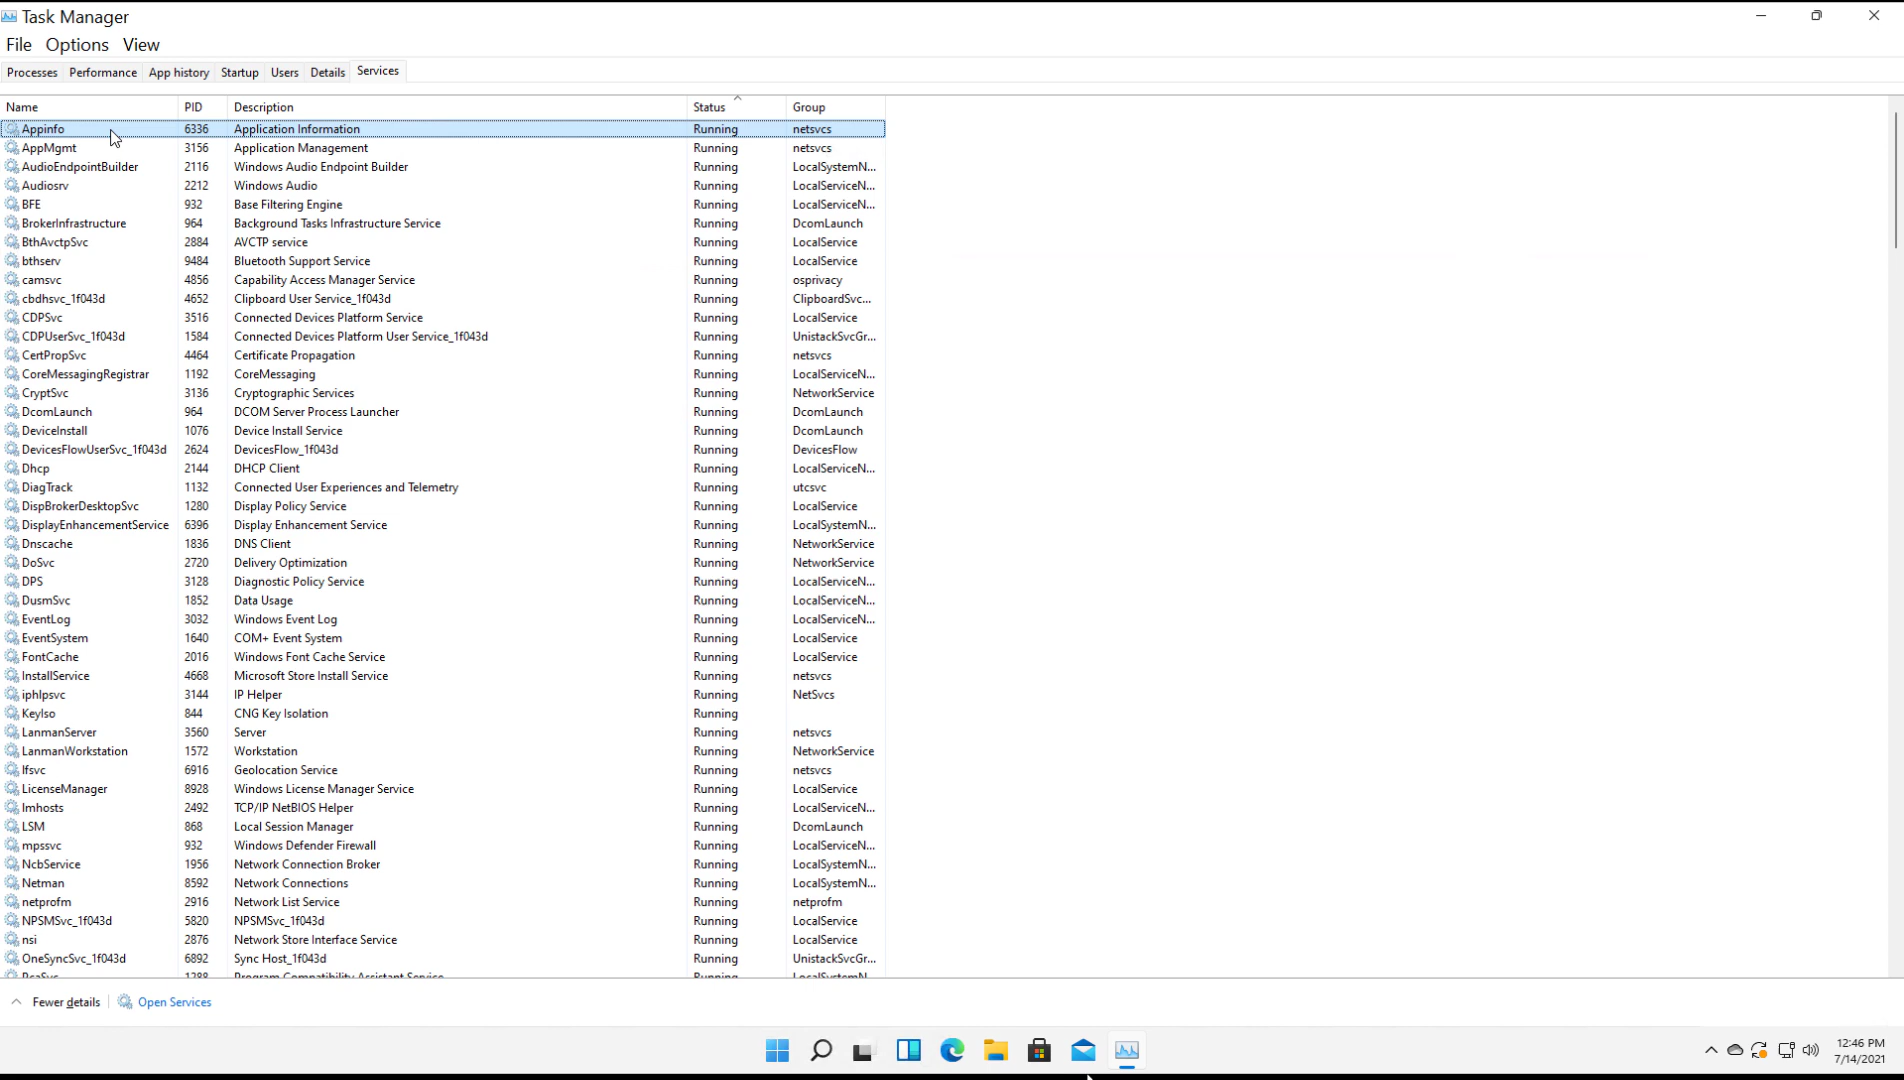 Task Manager
File Options View
Processes Performance App history Startup Users Details Services
Name PID Description Status Group
Appinfo 6336 Application Information Running netsvcs
AppMgmt 3156 Application Management Running netsvcs
AudioEndpointBuilder 2116 Windows Audio Endpoint Builder Running LocalSystemN...
Audiosrv 2212 Windows Audio Running LocalServiceN...
BFE 932 Base Filtering Engine Running LocalServiceN...
BrokerInfrastructure 964 Background Tasks Infrastructure Service Running DcomLaunch
BthAvctpSvc 2884 AVCTP service Running LocalService
bthserv 9484 Bluetooth Support Service Running LocalService
camsvc 4856 Capability Access Manager Service Running osprivacy
cbdhsvc_1f043d 4652 Clipboard User Service_1f043d Running ClipboardSvc...
CDPSvc 3516 Connected Devices Platform Service Running LocalService
CDPUserSvc_1f043d 1584 Connected Devices Platform User Service_1f043d Running UnistackSvcGr...
CertPropSvc 4464 Certificate Propagation Running netsvcs
CoreMessagingRegistrar 1192 CoreMessaging Running LocalServiceN...
CryptSvc 3136 Cryptographic Services Running NetworkService
DcomLaunch 964 DCOM Server Process Launcher Running DcomLaunch
DeviceInstall 1076 Device Install Service Running DcomLaunch
DevicesFlowUserSvc_1f043d 2624 DevicesFlow_1f043d Running DevicesFlow
Dhcp 2144 DHCP Client Running LocalServiceN...
DiagTrack 1132 Connected User Experiences and Telemetry Running utcsvc
DispBrokerDesktopSvc 1280 Display Policy Service Running LocalService
DisplayEnhancementService 6396 Display Enhancement Service Running LocalSystemN...
Dnscache 1836 DNS Client Running NetworkService
DoSvc 2720 Delivery Optimization Running NetworkService
DPS 3128 Diagnostic Policy Service Running LocalServiceN...
DusmSvc 1852 Data Usage Running LocalServiceN...
EventLog 3032 Windows Event Log Running LocalServiceN...
EventSystem 1640 COM+ Event System Running LocalService
FontCache 2016 Windows Font Cache Service Running LocalService
InstallService 4668 Microsoft Store Install Service Running netsvcs
iphlpsvc 3144 IP Helper Running NetSvcs
KeyIso 844 CNG Key Isolation Running
LanmanServer 3560 Server Running netsvcs
LanmanWorkstation 1572 Workstation Running NetworkService
lfsvc 6916 Geolocation Service Running netsvcs
LicenseManager 8928 Windows License Manager Service Running LocalService
lmhosts 2492 TCP/IP NetBIOS Helper Running LocalServiceN...
LSM 868 Local Session Manager Running DcomLaunch
mpssvc 932 Windows Defender Firewall Running LocalServiceN...
NcbService 1956 Network Connection Broker Running LocalSystemN...
Netman 8592 Network Connections Running LocalSystemN...
netprofm 2916 Network List Service Running netprofm
NPSMSvc_1f043d 5820 NPSMSvc_1f043d Running LocalService
nsi 2876 Network Store Interface Service Running LocalService
OneSyncSvc_1f043d 6892 Sync Host_1f043d Running UnistackSvcGr...
PcaSvc 1288 Program Compatibility Assistant Service Running LocalSystemN...
Fewer details Open Services
12:46 PM
7/14/2021